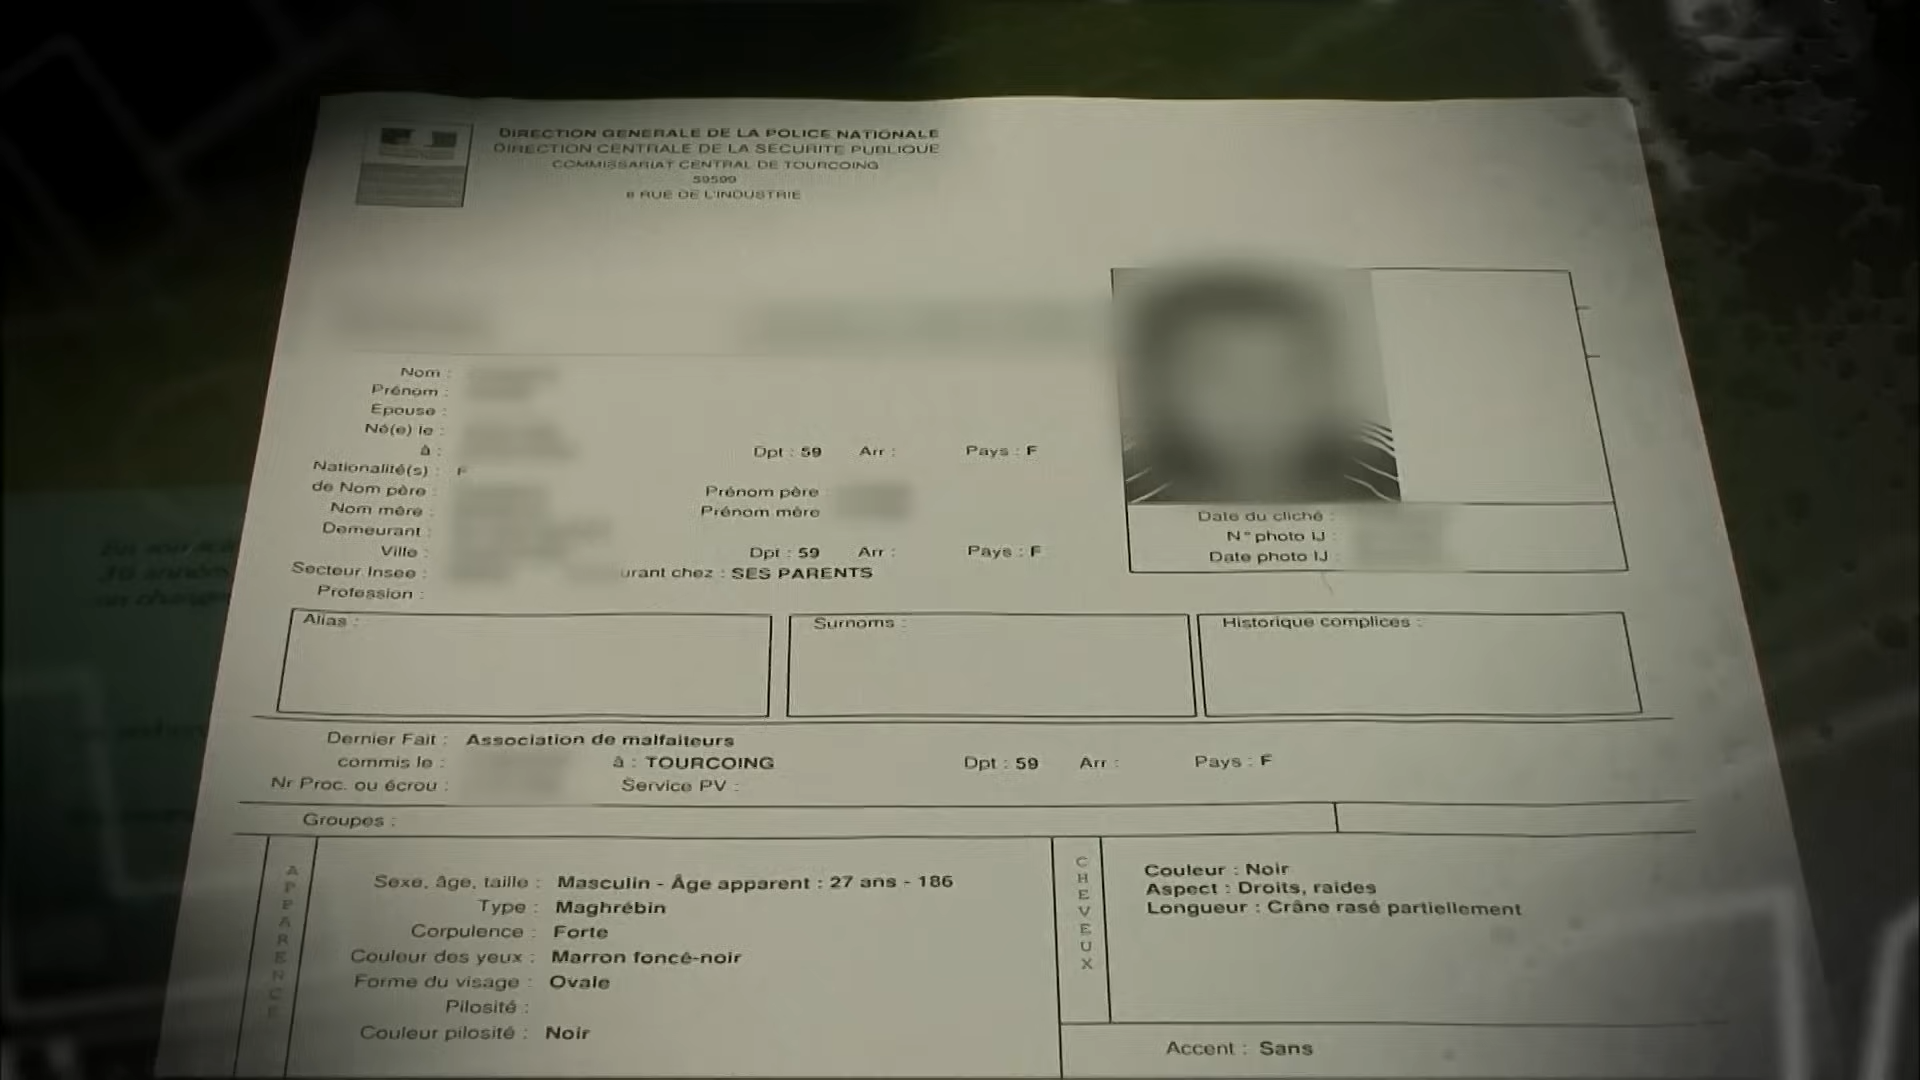 DIRECTION GENERALE DE LA POLICE NATIONALE
DIRECTION CENTRALE DE LA SECURITE PUBLIQUE
COMMISSARIAT CENTRAL DE TOURCOING
59599
6 RUE DE L'INDUSTRIE
Nom :
Prénom :
Epouse :
Né(e) le :
à : Dpt : 59 Arr : Pays : F
Nationalité(s) : F
de Nom père : Prénom père
Nom mère : Prénom mère
Demeurant :
Ville : Dpt : 59 Arr : Pays : F
Secteur Insee : urant chez : SES PARENTS
Profession :
Date du cliché :
N° photo IJ :
Date photo IJ :
Alias : Surnoms : Historique complices :
Dernier Fait : Association de malfaiteurs
commis le : à : TOURCOING Dpt : 59 Arr : Pays : F
Nr Proc. ou écrou : Service PV :
Groupes :
APPARENCE
Sexe, âge, taille : Masculin - Âge apparent : 27 ans - 186
Type : Maghrébin
Corpulence : Forte
Couleur des yeux : Marron foncé-noir
Forme du visage : Ovale
Pilosité :
Couleur pilosité : Noir
CHEVEUX
Couleur : Noir
Aspect : Droits, raides
Longueur : Crâne rasé partiellement
Accent : Sans